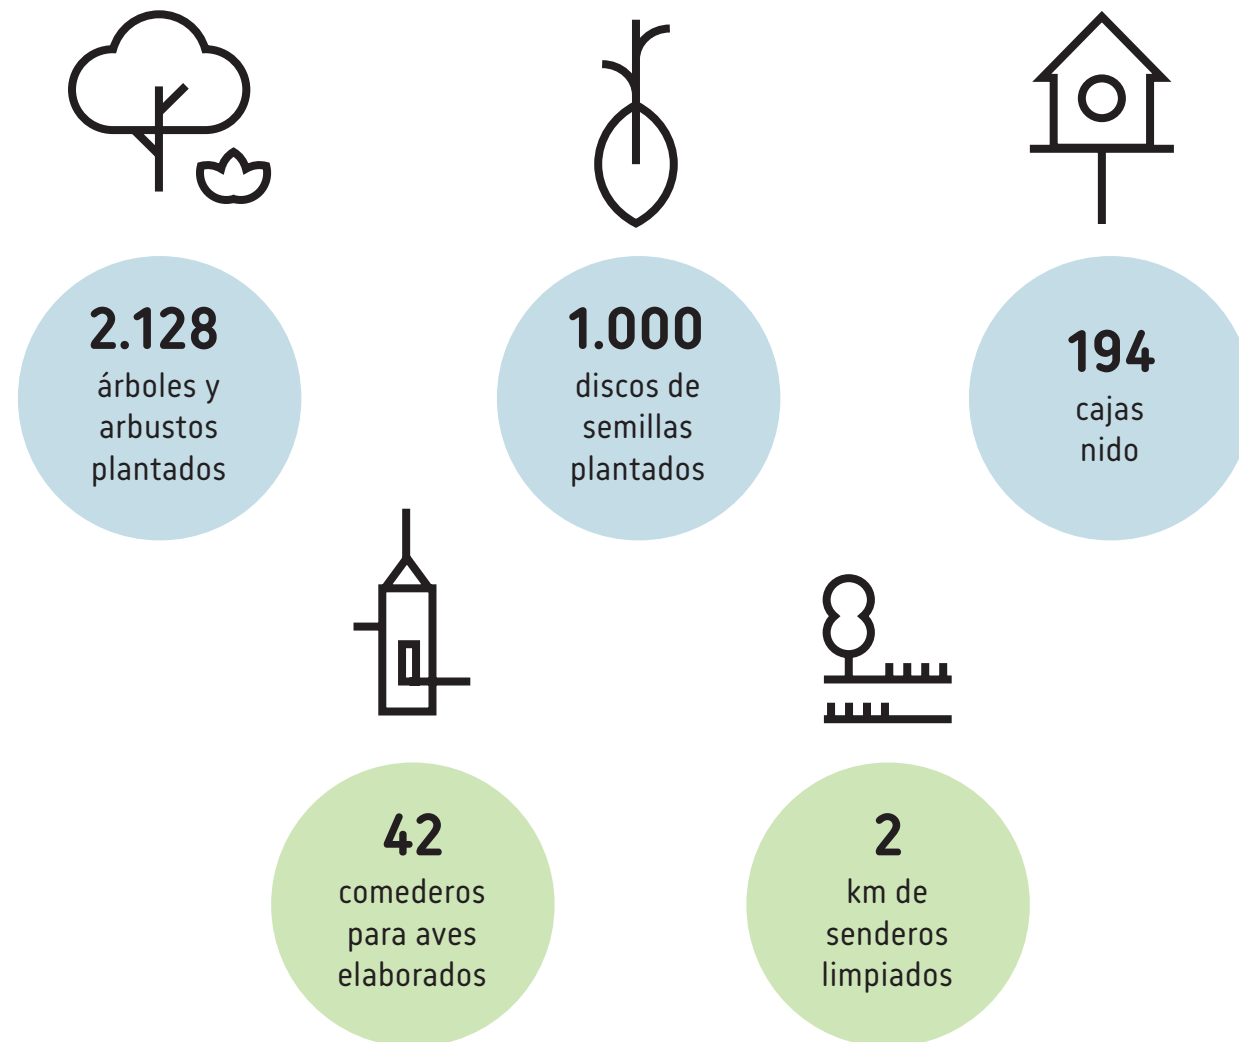 2.128
árboles y
arbustos
plantados
1.000
discos de
semillas
plantados
194
cajas
nido
42
comederos
para aves
elaborados
2
km de
senderos
limpiados